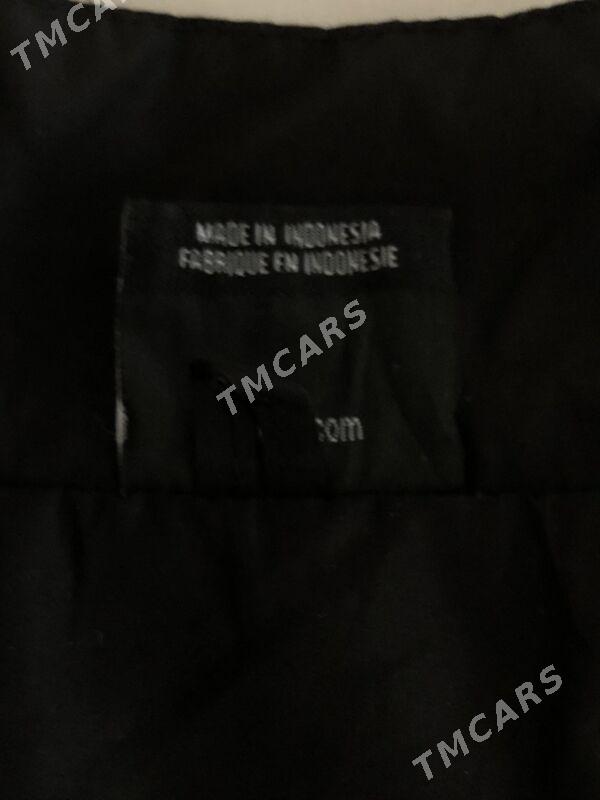 TMCARS
MADE IN INDONESIA
FABRIQUE EN INDONESIE
TMCARS
com
TMCARS